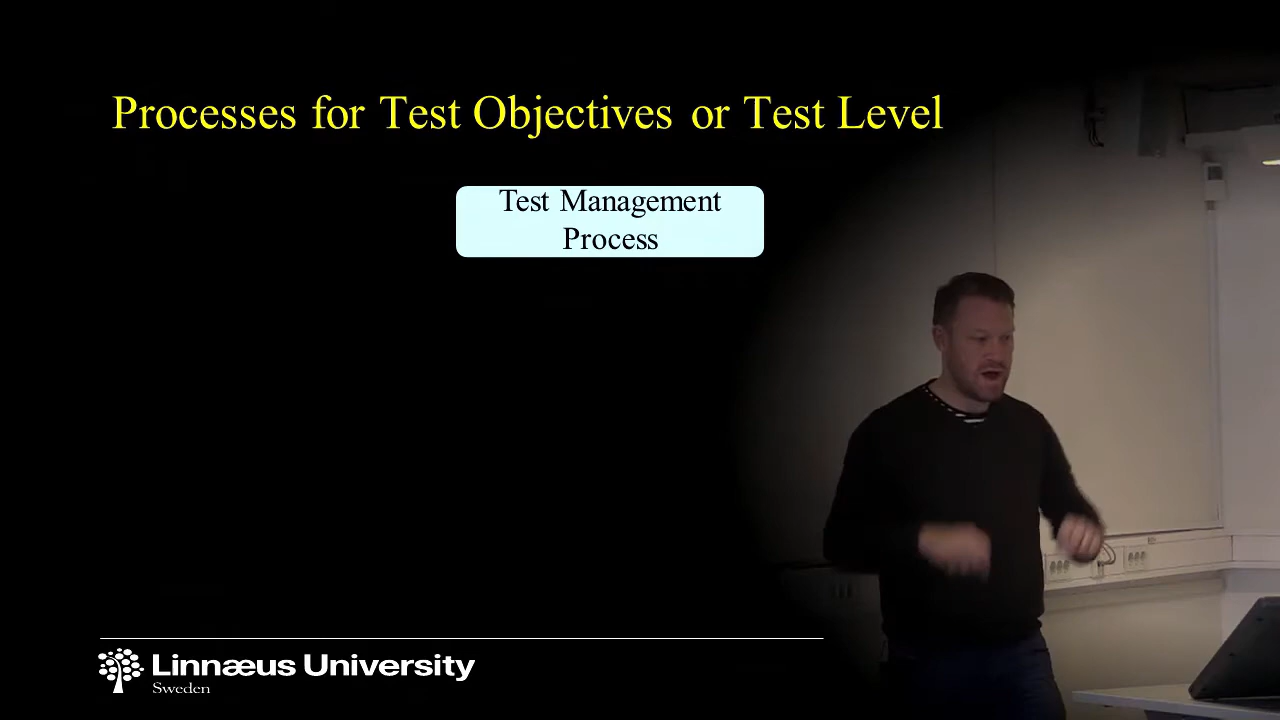 Processes for Test Objectives or Test Level
Test Management
Process
Linnæus University
Sweden